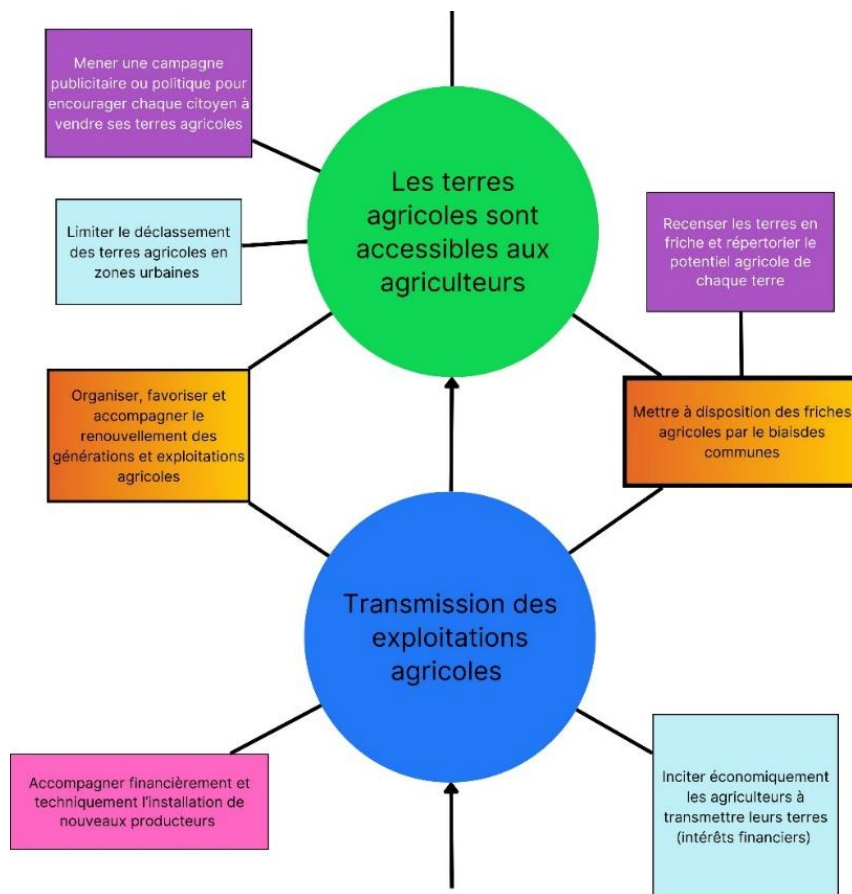 Mener une campagne
publicitaire ou politique pour
encourager chaque citoyen à
vendre ses terres agricoles
Les terres
agricoles sont
accessibles aux
agriculteurs
Limiter le déclassement
des terres agricoles en
zones urbaines
Recenser les terres en
friche et répertorier le
potentiel agricole de
chaque terre
Organiser, favoriser et
accompagner le
renouvellement des
générations et exploitations
agricoles
Mettre à disposition des friches
agricoles par le biaisdes
communes
Transmission des
exploitations
agricoles
Accompagner financièrement et
techniquement l'installation de
nouveaux producteurs
Inciter économiquement
les agriculteurs à
transmettre leurs terres
(intérêts financiers)